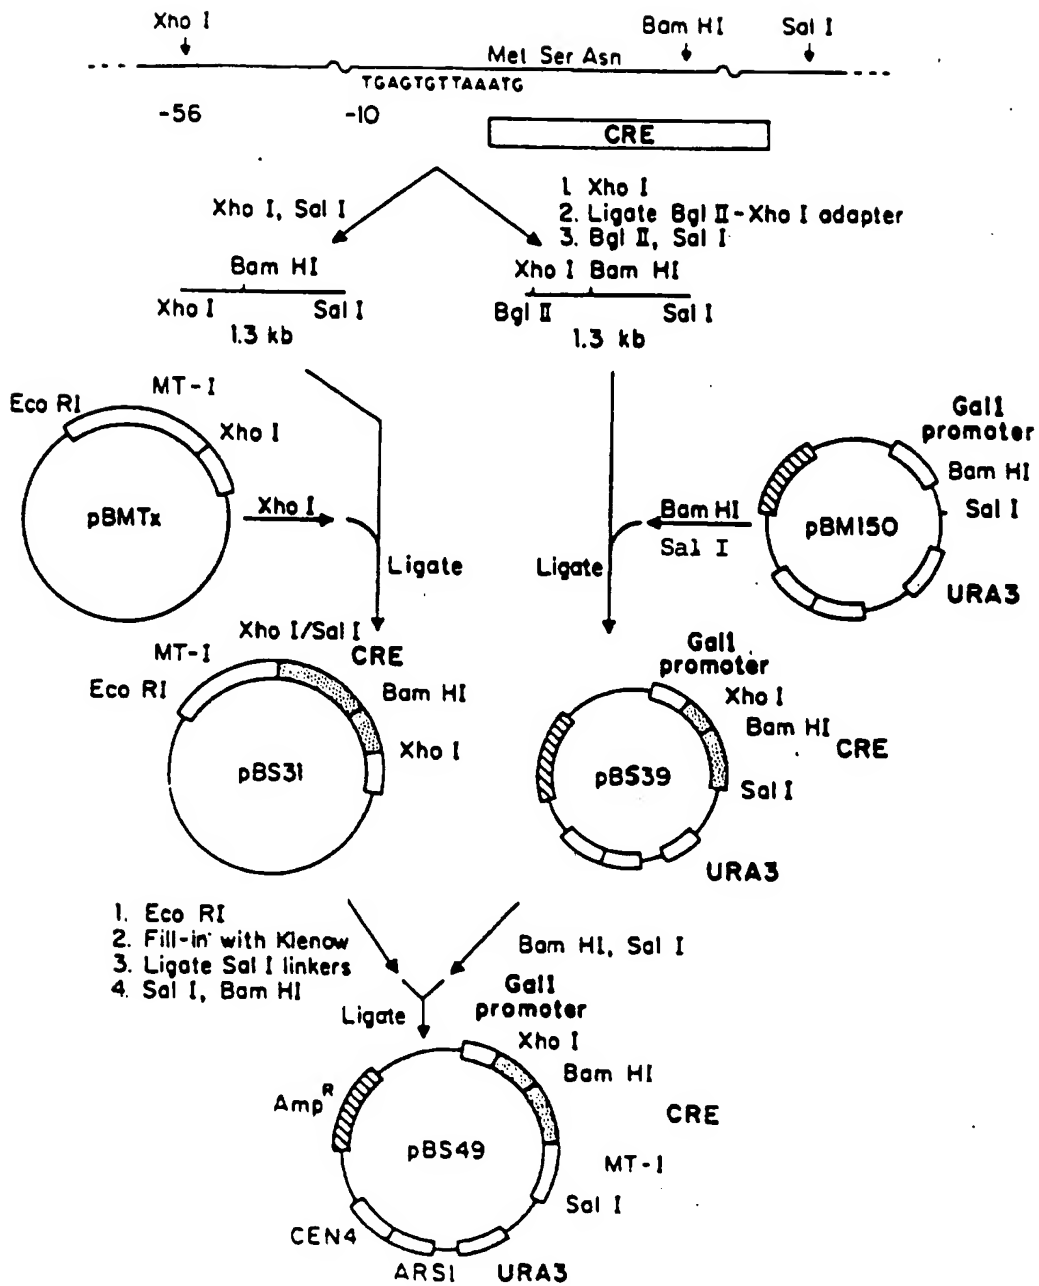 Xho I
Bam HI
Sal I
Met Ser Asn
TGAGTGTTAAATG
-56
-10
CRE
Xho I, Sal I
1. Xho I
2. Ligate Bgl II-Xho I adapter
3. Bgl II, Sal I
Bam HI
Xho I
Sal I
1.3 kb
Xho I Bam HI
Bgl II
Sal I
1.3 kb
MT-I
Eco RI
Xho I
pBMTx
Xho I
Ligate
Gal1
promoter
Bam HI
Sal I
pBM150
URA3
Bam HI
Sal I
Ligate
Xho I/Sal I
MT-I
CRE
Eco RI
Bam HI
Xho I
pBS31
Gal1
promoter
Xho I
Bam HI
CRE
pBS39
Sal I
URA3
1. Eco RI
2. Fill-in with Klenow
3. Ligate Sal I linkers
4. Sal I, Bam HI
Bam HI, Sal I
Ligate
Gal1
promoter
Xho I
Bam HI
Amp^R
CRE
pBS49
MT-I
Sal I
CEN4
ARS1
URA3